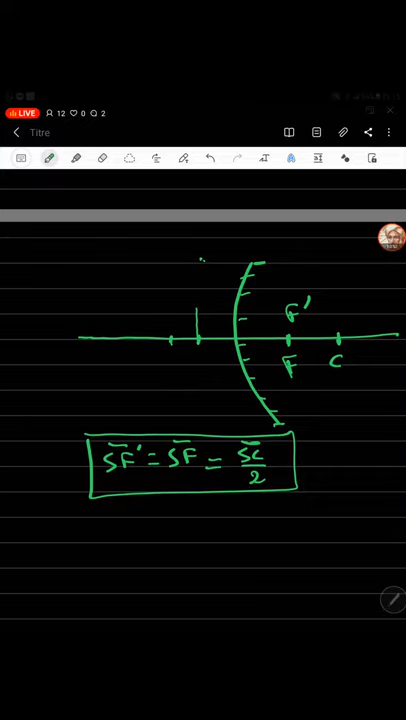 LIVE 12 0 2
Titre
F'
F C
SF' = SF = SC/2